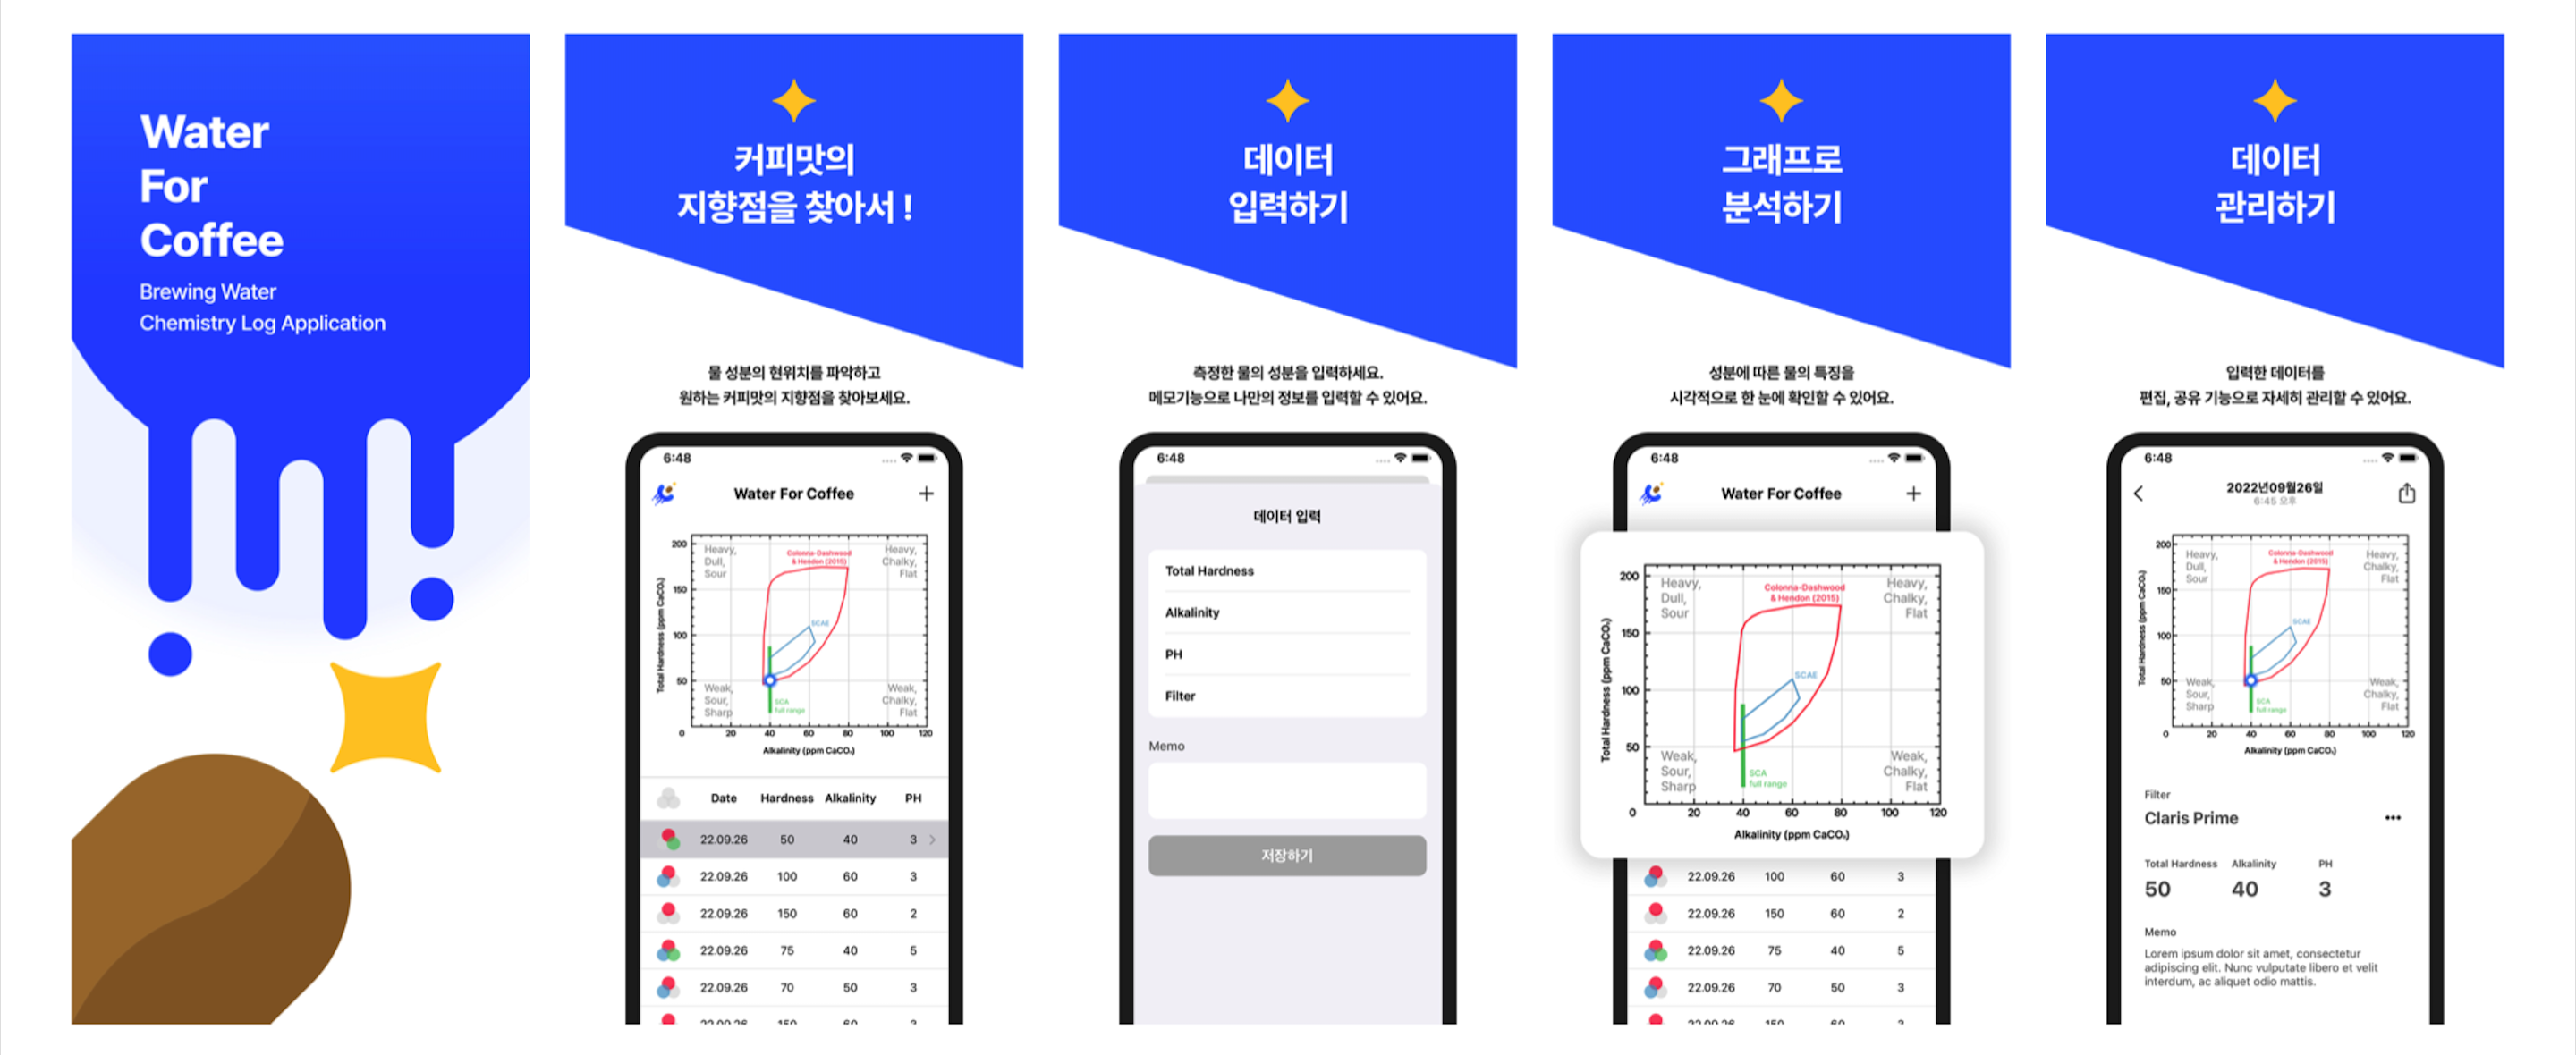 Water
For
Coffee
Brewing Water
Chemistry Log Application
커피맛의
지향점을 찾아서 !
물 성분의 현위치를 파악하고
원하는 커피맛의 지향점을 찾아보세요.
6:48
Water For Coffee
Total Hardness (ppm CaCO₃)
200
150
100
50
0
20
40
60
80
100
120
Heavy,
Dull,
Sour
Colonna-Dashwood
& Hendon (2015)
Heavy,
Chalky,
Flat
SCAE
Weak,
Sour,
Sharp
SCA
full range
Weak,
Chalky,
Flat
Alkalinity (ppm CaCO₃)
Date Hardness Alkalinity PH
22.09.26 50 40 3
22.09.26 100 60 3
22.09.26 150 60 2
22.09.26 75 40 5
22.09.26 70 50 3
22.09.26 150 60 2
데이터
입력하기
측정한 물의 성분을 입력하세요.
메모기능으로 나만의 정보를 입력할 수 있어요.
6:48
데이터 입력
Total Hardness
Alkalinity
PH
Filter
Memo
저장하기
그래프로
분석하기
성분에 따른 물의 특징을
시각적으로 한 눈에 확인할 수 있어요.
6:48
Water For Coffee
Total Hardness (ppm CaCO₃)
200
150
100
50
0
20
40
60
80
100
120
Heavy,
Dull,
Sour
Colonna-Dashwood
& Hendon (2015)
Heavy,
Chalky,
Flat
SCAE
Weak,
Sour,
Sharp
SCA
full range
Weak,
Chalky,
Flat
Alkalinity (ppm CaCO₃)
22.09.26 100 60 3
22.09.26 150 60 2
22.09.26 75 40 5
22.09.26 70 50 3
22.09.26 150 60 2
데이터
관리하기
입력한 데이터를
편집, 공유 기능으로 자세히 관리할 수 있어요.
6:48
2022년09월26일
6:45 오후
Total Hardness (ppm CaCO₃)
200
150
100
50
0
20
40
60
80
100
120
Heavy,
Dull,
Sour
Colonna-Dashwood
& Hendon (2015)
Heavy,
Chalky,
Flat
SCAE
Weak,
Sour,
Sharp
SCA
full range
Weak,
Chalky,
Flat
Alkalinity (ppm CaCO₃)
Filter
Claris Prime
Total Hardness Alkalinity PH
50 40 3
Memo
Lorem ipsum dolor sit amet, consectetur
adipiscing elit. Nunc vulputate libero et velit
interdum, ac aliquet odio mattis.